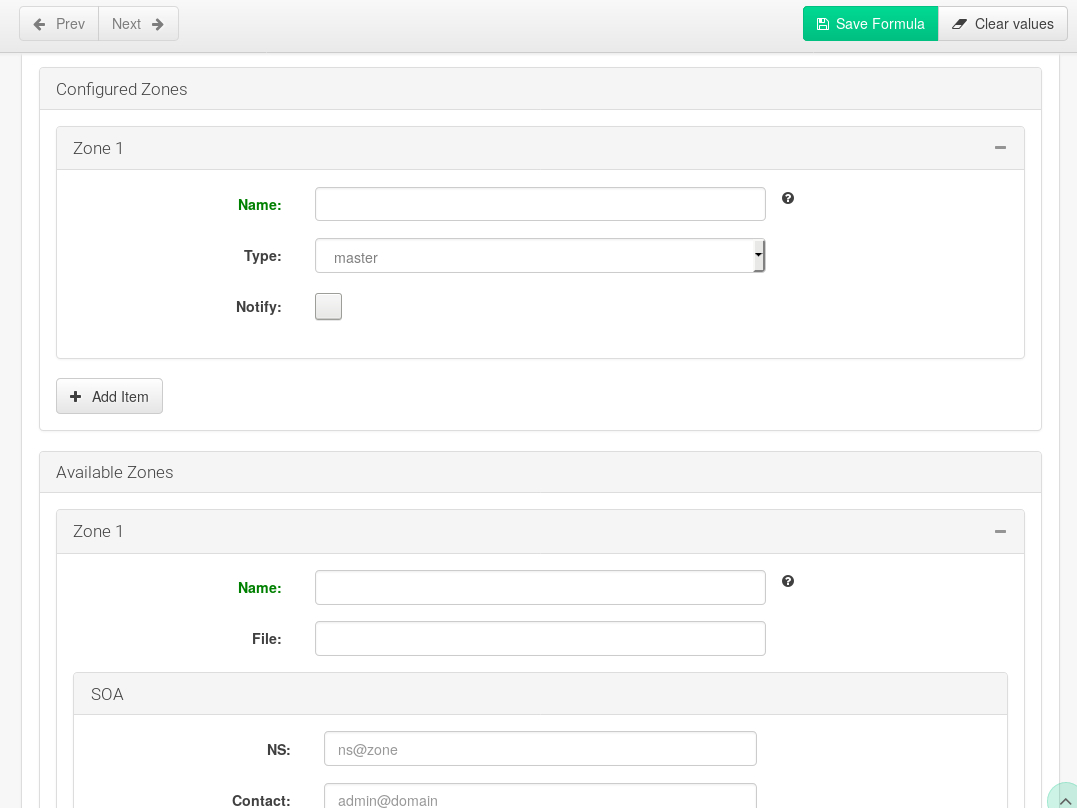 Prev Next Save Formula Clear values
Configured Zones
Zone 1
Name:
Type: master
Notify:
Add Item
Available Zones
Zone 1
Name:
File:
SOA
NS: ns@zone
Contact: admin@domain